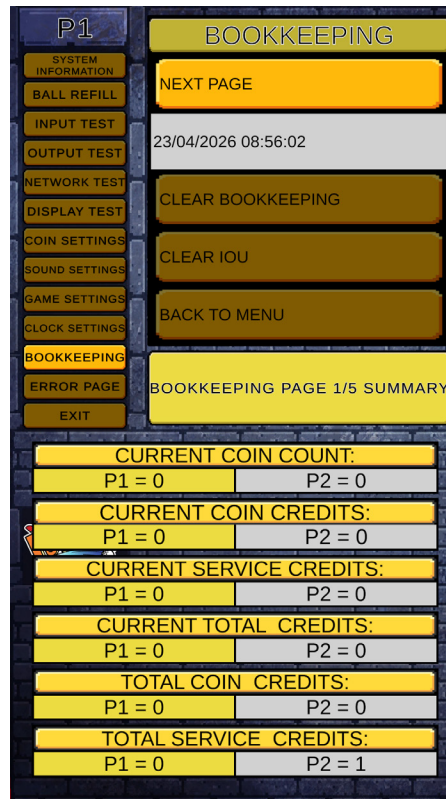 P1
SYSTEM
INFORMATION
BALL REFILL
INPUT TEST
OUTPUT TEST
NETWORK TEST
DISPLAY TEST
COIN SETTINGS
SOUND SETTINGS
GAME SETTINGS
CLOCK SETTINGS
BOOKKEEPING
ERROR PAGE
EXIT
BOOKKEEPING
NEXT PAGE
23/04/2026 08:56:02
CLEAR BOOKKEEPING
CLEAR IOU
BACK TO MENU
BOOKKEEPING PAGE 1/5 SUMMARY
CURRENT COIN COUNT:
P1 = 0 P2 = 0
CURRENT COIN CREDITS:
P1 = 0 P2 = 0
CURRENT SERVICE CREDITS:
P1 = 0 P2 = 0
CURRENT TOTAL CREDITS:
P1 = 0 P2 = 0
TOTAL COIN CREDITS:
P1 = 0 P2 = 0
TOTAL SERVICE CREDITS:
P1 = 0 P2 = 1